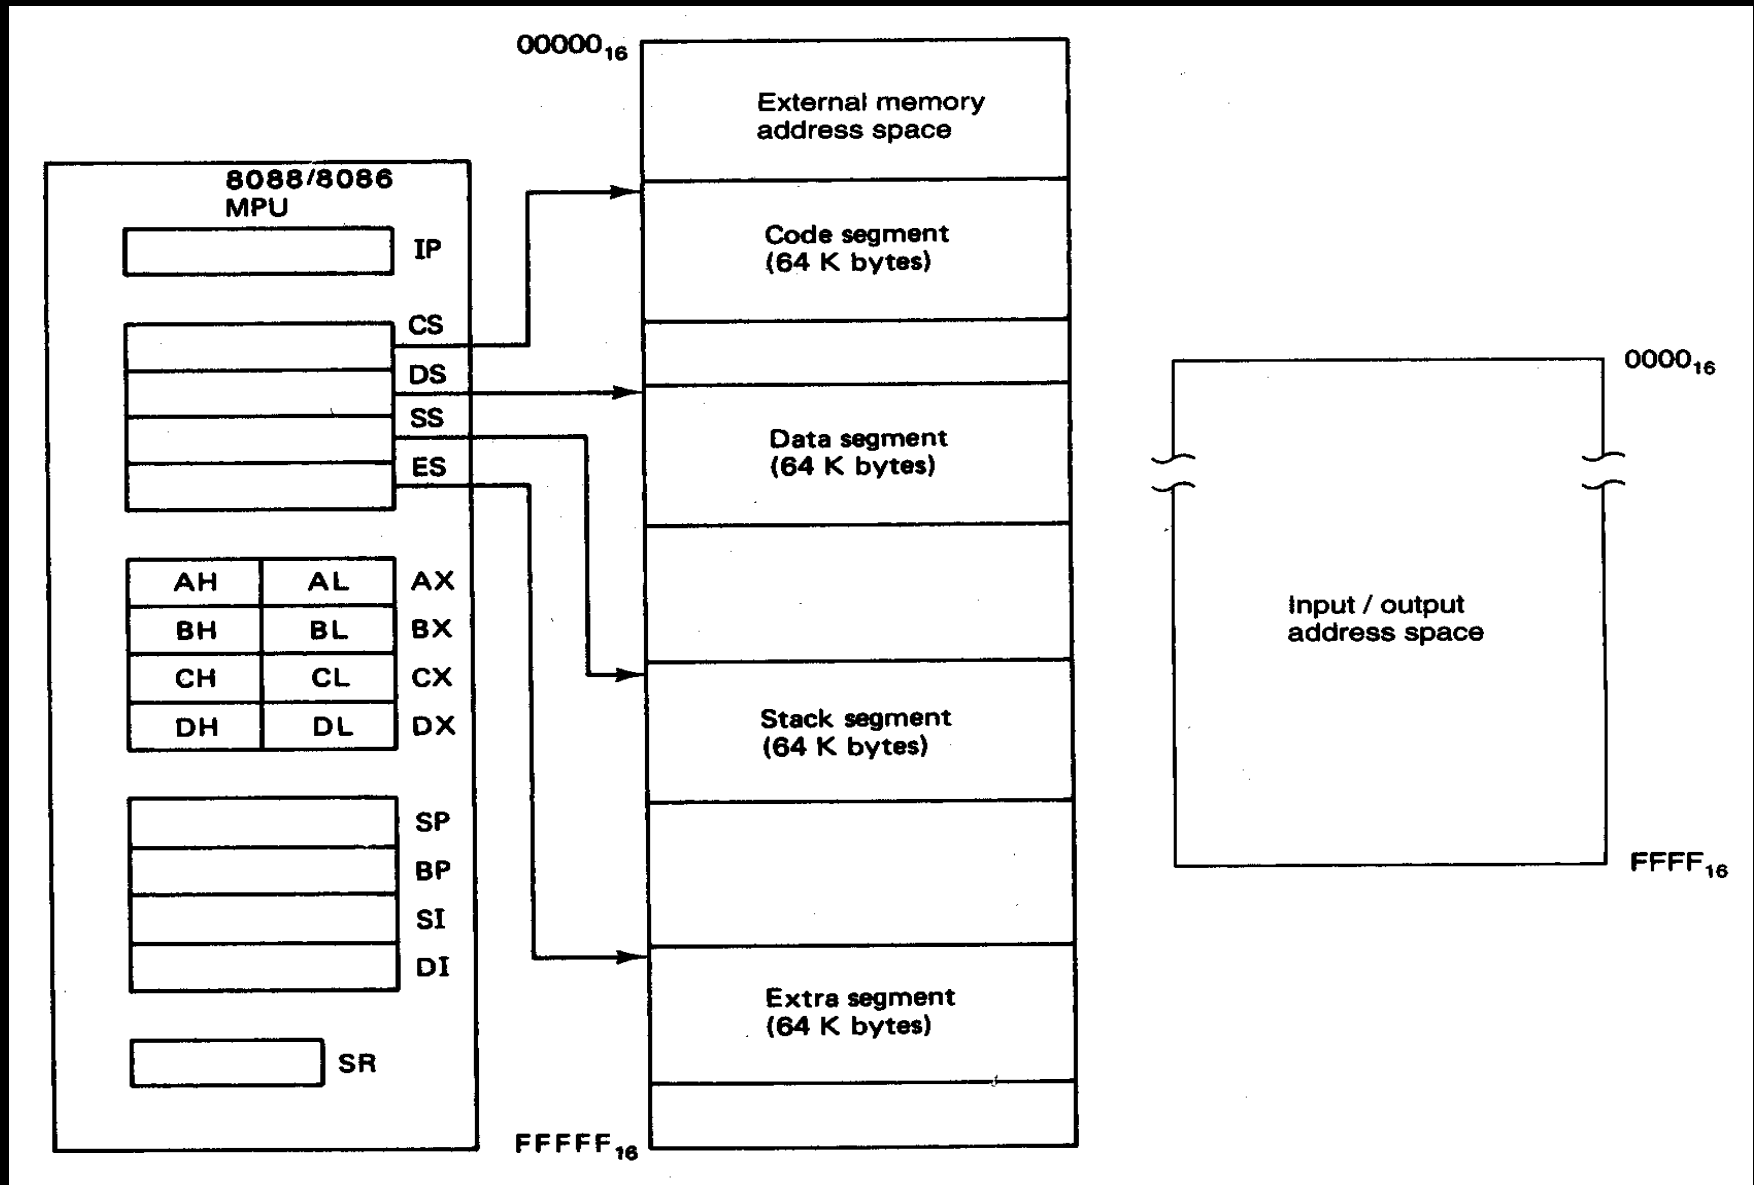 00000₁₆
External memory
address space
8088/8086
MPU
IP
CS
DS
SS
ES
AH AL AX
BH BL BX
CH CL CX
DH DL DX
SP
BP
SI
DI
SR
Code segment
(64 K bytes)
Data segment
(64 K bytes)
Stack segment
(64 K bytes)
Extra segment
(64 K bytes)
FFFFF₁₆
0000₁₆
Input / output
address space
FFFF₁₆